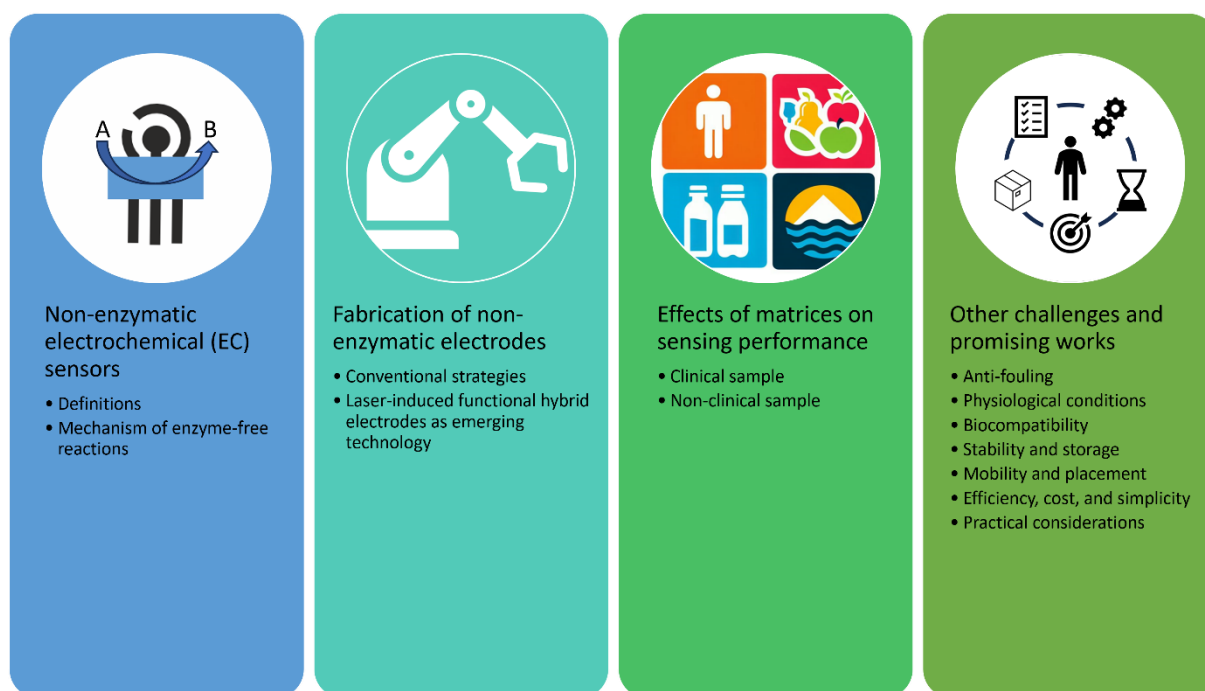 A B
Non-enzymatic
electrochemical (EC)
sensors
• Definitions
• Mechanism of enzyme-free
reactions
Fabrication of non-
enzymatic electrodes
• Conventional strategies
• Laser-induced functional hybrid
electrodes as emerging
technology
Effects of matrices on
sensing performance
• Clinical sample
• Non-clinical sample
Other challenges and
promising works
• Anti-fouling
• Physiological conditions
• Biocompatibility
• Stability and storage
• Mobility and placement
• Efficiency, cost, and simplicity
• Practical considerations